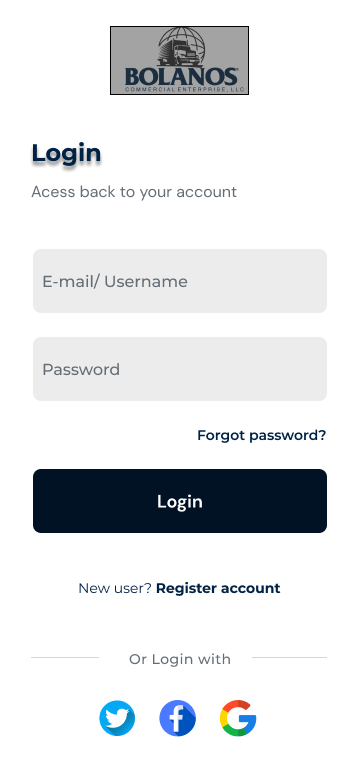 BOLANOS
COMMERCIAL ENTERPRISE, LLC
Login
Acess back to your account
E-mail/ Username
Password
Forgot password?
Login
New user? Register account
Or Login with